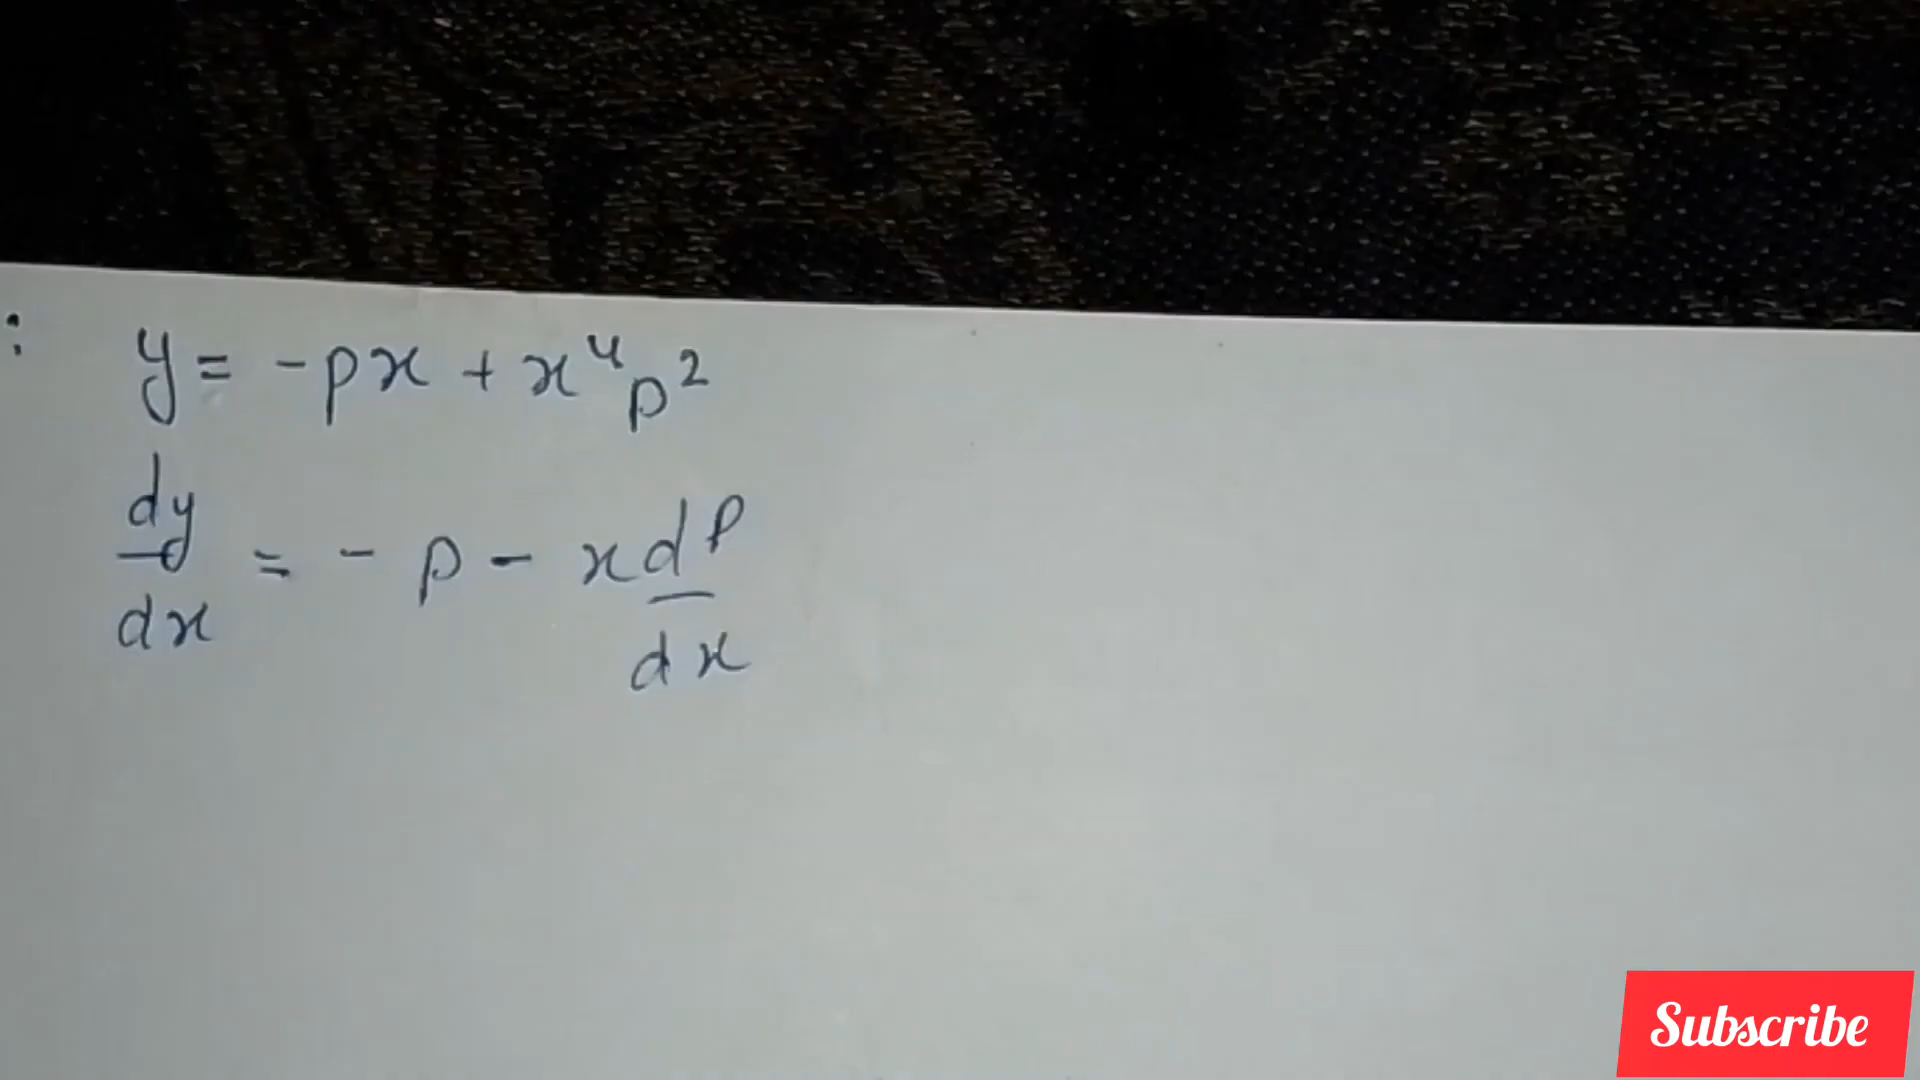 : y = -px + x⁴p²
dy/dx = - p - x dp/dx
Subscribe